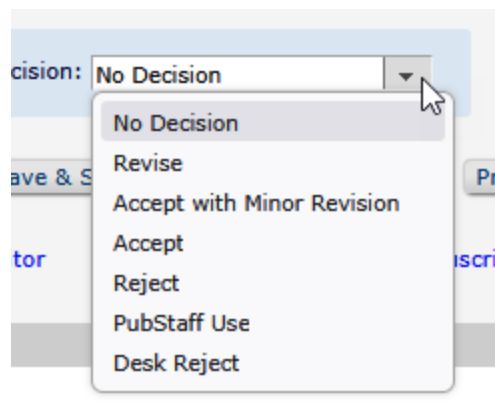 cision: No Decision
No Decision
Revise
ave & S
Pr
Accept with Minor Revision
Accept
tor
uscri
Reject
PubStaff Use
Desk Reject